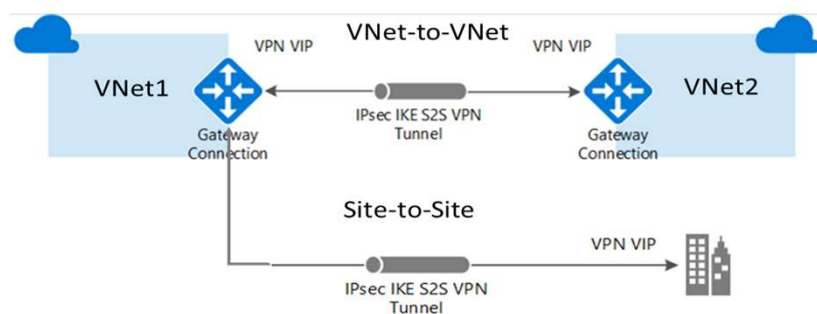 VNet-to-VNet
VPN VIP
VPN VIP
VNet1
VNet2
IPsec IKE S2S VPN
Tunnel
Gateway
Connection
Gateway
Connection
Site-to-Site
VPN VIP
IPsec IKE S2S VPN
Tunnel